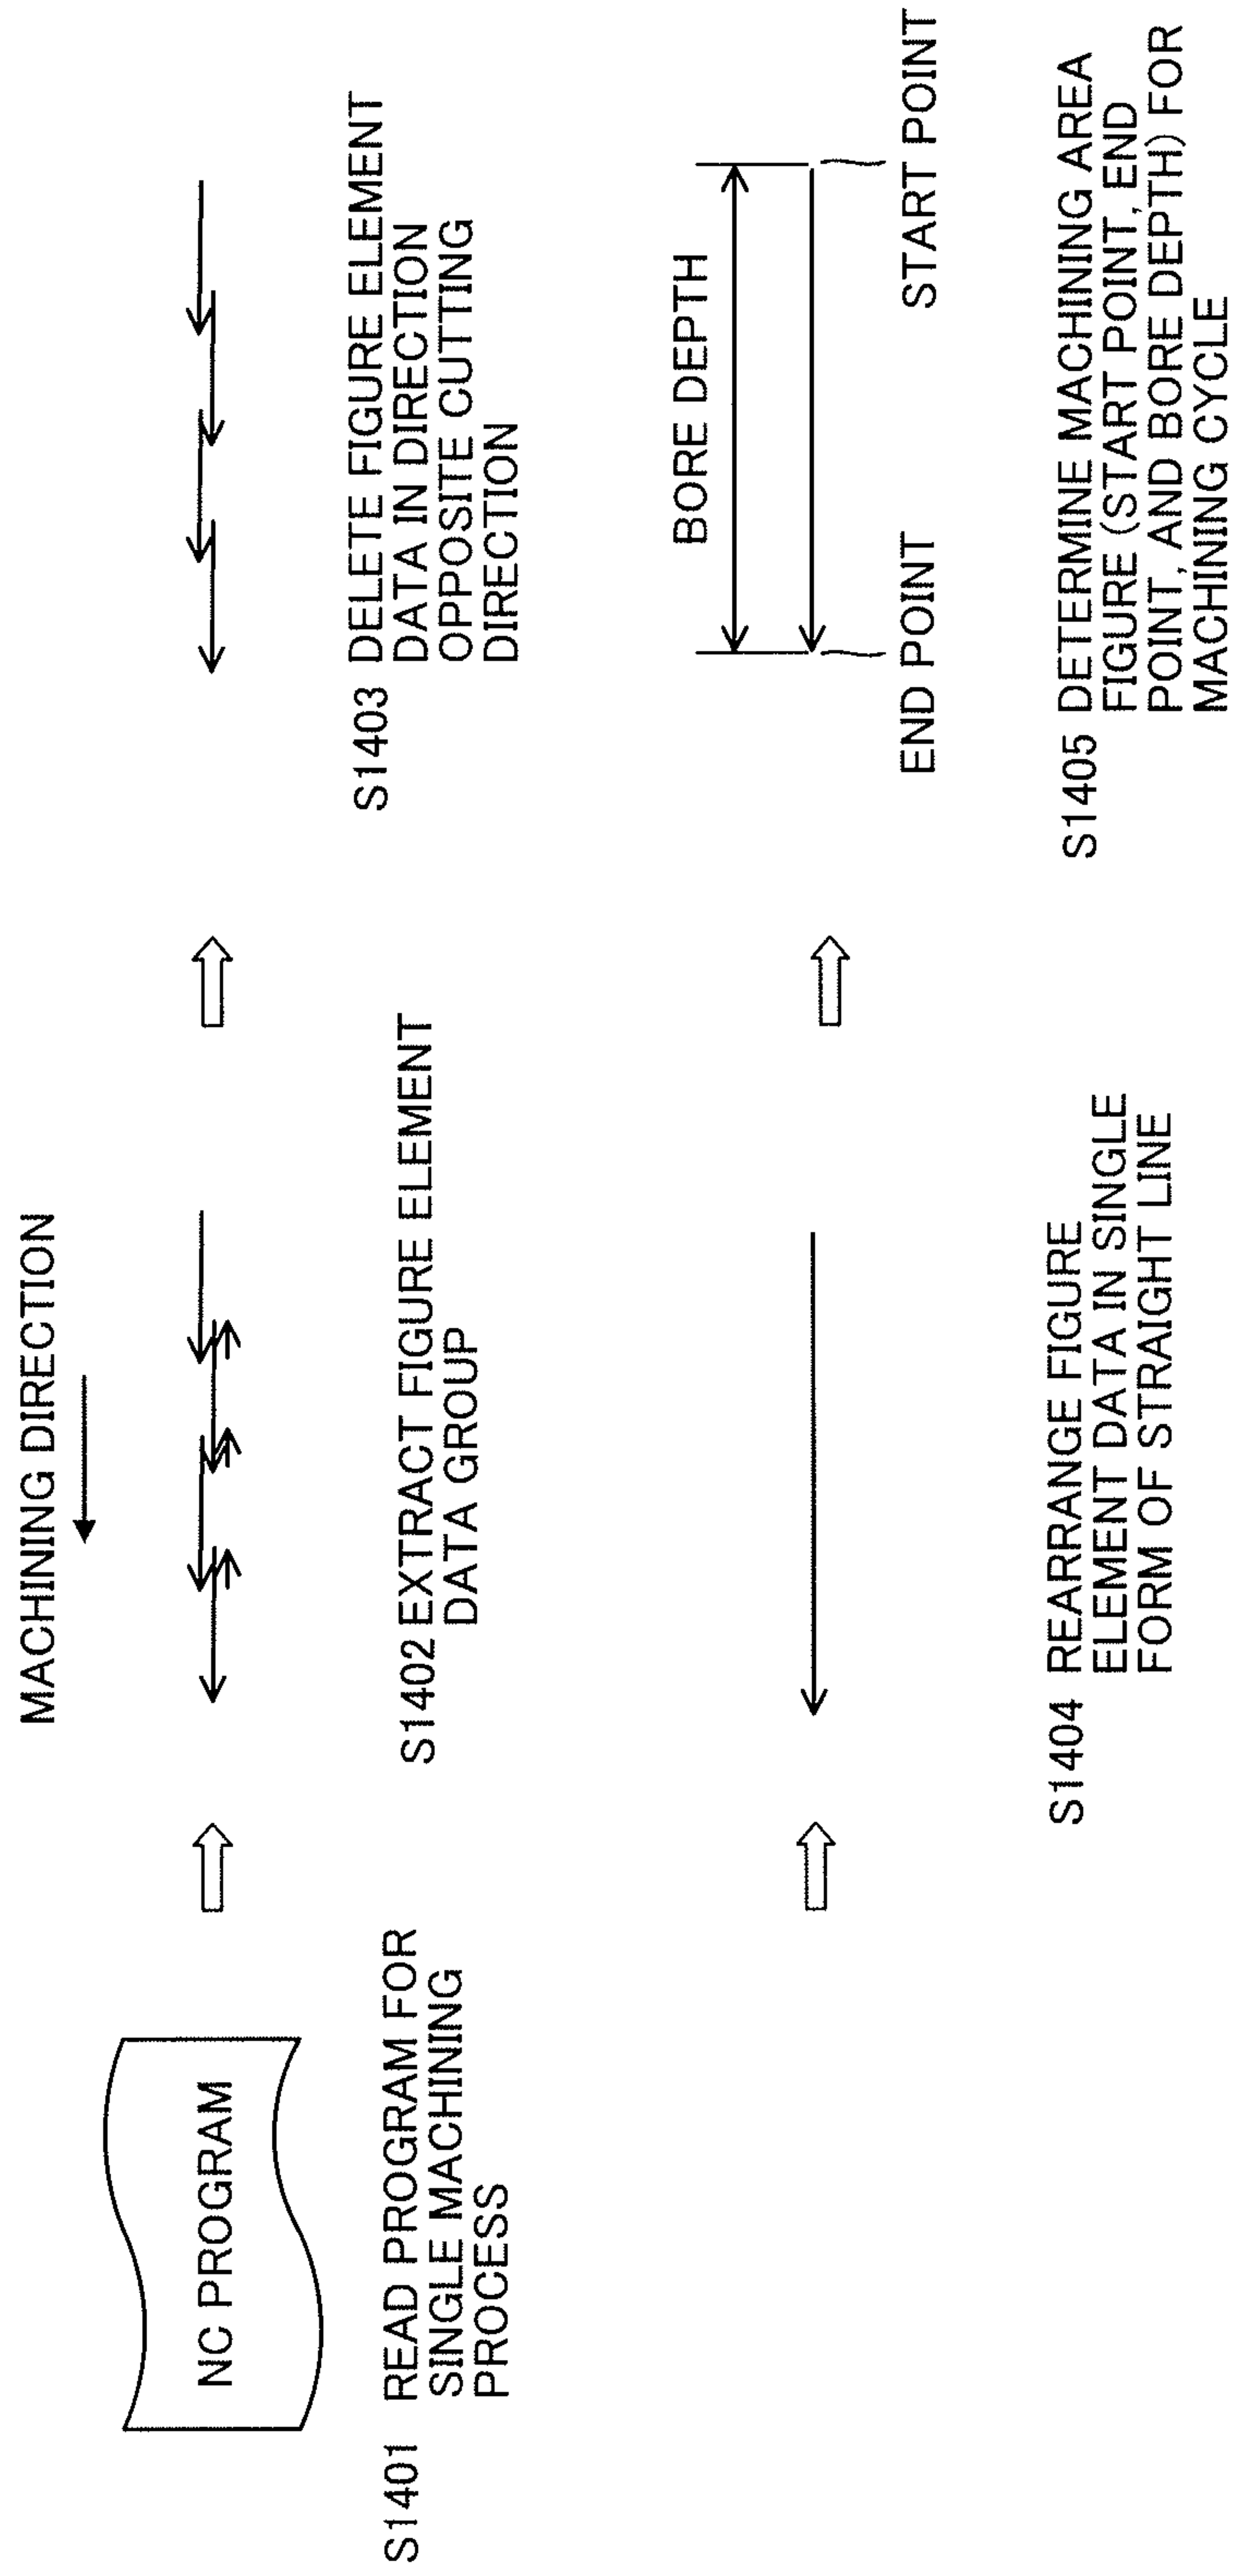 NC PROGRAM
S1401 READ PROGRAM FOR
SINGLE MACHINING
PROCESS
MACHINING DIRECTION
S1402 EXTRACT FIGURE ELEMENT
DATA GROUP
S1403 DELETE FIGURE ELEMENT
DATA IN DIRECTION
OPPOSITE CUTTING
DIRECTION
S1404 REARRANGE FIGURE
ELEMENT DATA IN SINGLE
FORM OF STRAIGHT LINE
BORE DEPTH
END POINT
START POINT
S1405 DETERMINE MACHINING AREA
FIGURE (START POINT, END
POINT, AND BORE DEPTH) FOR
MACHINING CYCLE